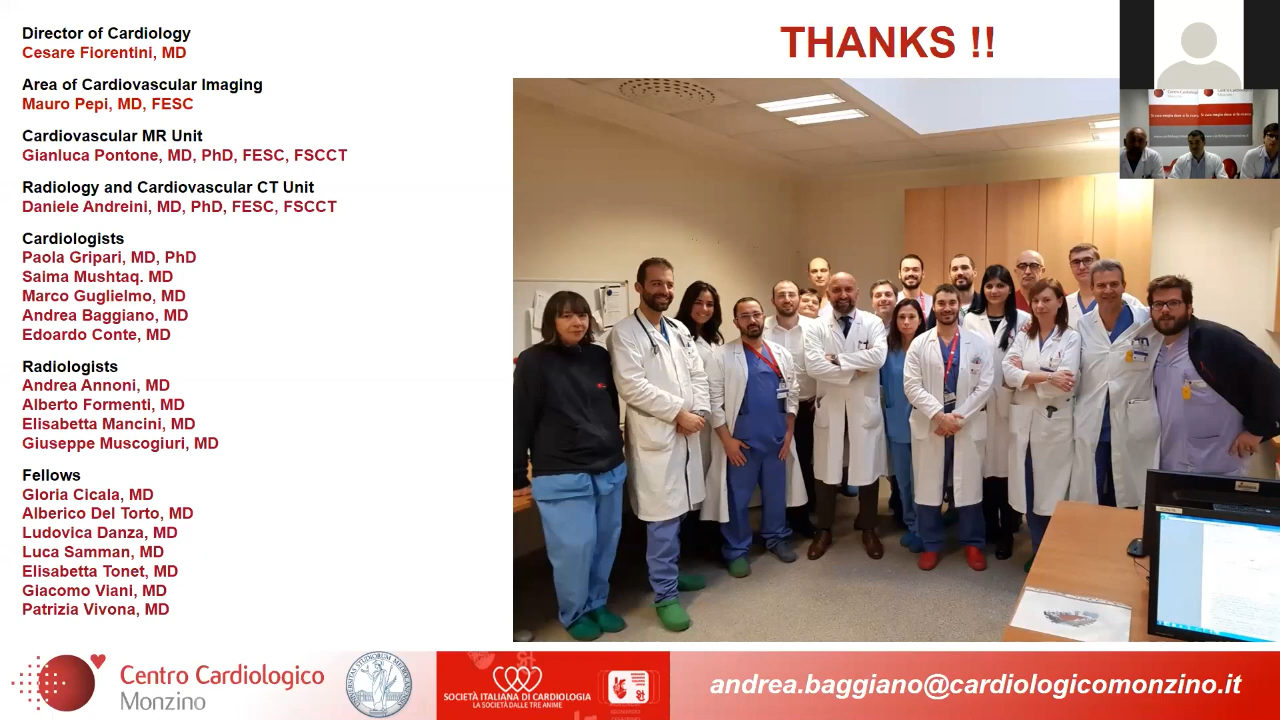 Director of Cardiology
Cesare Fiorentini, MD
Area of Cardiovascular Imaging
Mauro Pepi, MD, FESC
Cardiovascular MR Unit
Gianluca Pontone, MD, PhD, FESC, FSCCT
Radiology and Cardiovascular CT Unit
Daniele Andreini, MD, PhD, FESC, FSCCT
Cardiologists
Paola Gripari, MD, PhD
Saima Mushtaq. MD
Marco Guglielmo, MD
Andrea Baggiano, MD
Edoardo Conte, MD
Radiologists
Andrea Annoni, MD
Alberto Formenti, MD
Elisabetta Mancini, MD
Giuseppe Muscogiuri, MD
Fellows
Gloria Cicala, MD
Alberico Del Torto, MD
Ludovica Danza, MD
Luca Samman, MD
Elisabetta Tonet, MD
Giacomo Viani, MD
Patrizia Vivona, MD
THANKS !!
Centro Cardiologico
Monzino
SOCIETÀ ITALIANA DI CARDIOLOGIA
LA SOCIETÀ DALLE TRE ANIME
andrea.baggiano@cardiologicomonzino.it